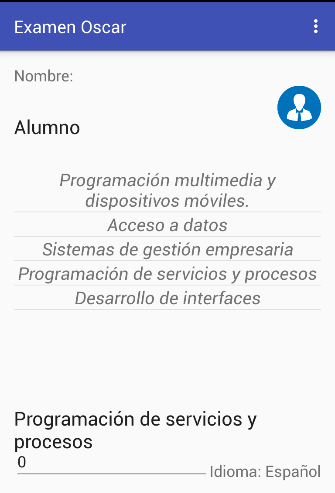 Examen Oscar
Nombre:
Alumno
Programación multimedia y
dispositivos móviles.
Acceso a datos
Sistemas de gestión empresaria
Programación de servicios y procesos
Desarrollo de interfaces
Programación de servicios y
procesos
0
Idioma: Español